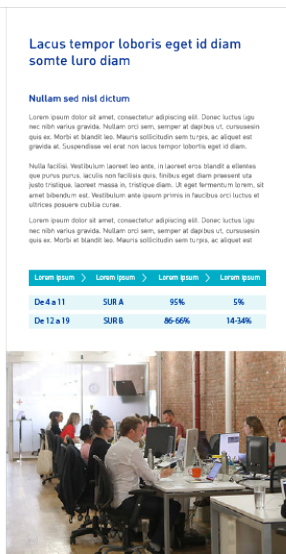 Lacus tempor loboris eget id diam
somte luro diam
Nullam sed nisl dictum
Lorem ipsum dolor sit amet, consectetur adipiscing elit. Donec luctus ligu
nec nibh varius gravida. Nullam orci sem, semper at dapibus ut, cursusesin
quis ex. Morbi et blandit leo. Mauris sollicitudin sem turpis, ac aliquet est
gravida at. Suspendisse vel erat non lacus tempor lobortis eget id diam.
Nulla facilisi. Vestibulum laoreet leo ante, in laoreet eros blandit a ellentes
que purus purus. Iaculis non facilisis quis, finibus eget diam praesent uta
justo tristique, laoreet massa in, tristique diam. Ut eget fermentum lorem, sit
amet bibendum est. Vestibulum ante ipsum primis in faucibus orci luctus et
ultrices posuere cubilia curae.
Lorem ipsum dolor sit amet, consectetur adipiscing elit. Donec luctus ligu
nec nibh varius gravida. Nullam orci sem, semper at dapibus ut, cursusesin
quis ex. Morbi et blandit leo. Mauris sollicitudin sem turpis, ac aliquet est
Lorem ipsum > Lorem ipsum > Lorem ipsum > Lorem ipsum
De 4 a 11 SUR A 95% 5%
De 12 a 19 SUR B 86-66% 14-34%